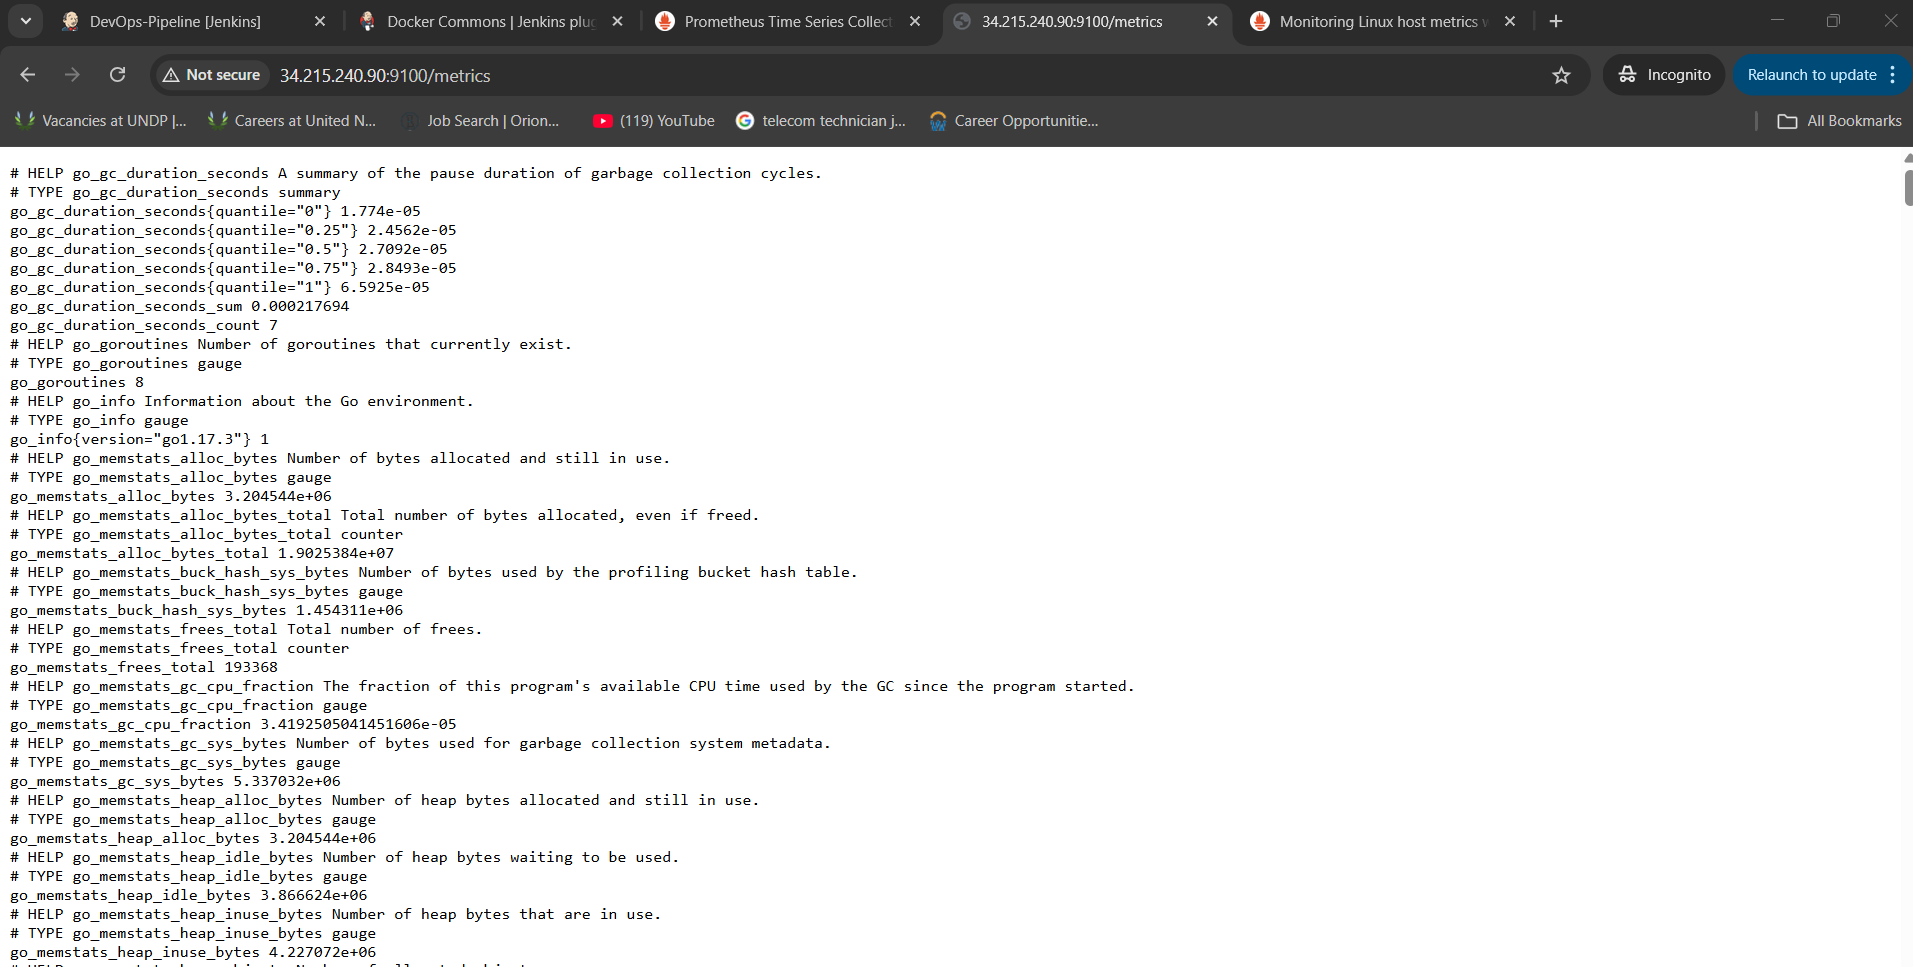 DevOps-Pipeline [Jenkins]
Docker Commons | Jenkins plug
Prometheus Time Series Collect
34.215.240.90:9100/metrics
Monitoring Linux host metrics w
Not secure
34.215.240.90:9100/metrics
Incognito
Relaunch to update
Vacancies at UNDP |...
Careers at United N...
Job Search | Orion...
(119) YouTube
telecom technician j...
Career Opportunitie...
All Bookmarks
# HELP go_gc_duration_seconds A summary of the pause duration of garbage collection cycles.
# TYPE go_gc_duration_seconds summary
go_gc_duration_seconds{quantile="0"} 1.774e-05
go_gc_duration_seconds{quantile="0.25"} 2.4562e-05
go_gc_duration_seconds{quantile="0.5"} 2.7092e-05
go_gc_duration_seconds{quantile="0.75"} 2.8493e-05
go_gc_duration_seconds{quantile="1"} 6.5925e-05
go_gc_duration_seconds_sum 0.000217694
go_gc_duration_seconds_count 7
# HELP go_goroutines Number of goroutines that currently exist.
# TYPE go_goroutines gauge
go_goroutines 8
# HELP go_info Information about the Go environment.
# TYPE go_info gauge
go_info{version="go1.17.3"} 1
# HELP go_memstats_alloc_bytes Number of bytes allocated and still in use.
# TYPE go_memstats_alloc_bytes gauge
go_memstats_alloc_bytes 3.204544e+06
# HELP go_memstats_alloc_bytes_total Total number of bytes allocated, even if freed.
# TYPE go_memstats_alloc_bytes_total counter
go_memstats_alloc_bytes_total 1.9025384e+07
# HELP go_memstats_buck_hash_sys_bytes Number of bytes used by the profiling bucket hash table.
# TYPE go_memstats_buck_hash_sys_bytes gauge
go_memstats_buck_hash_sys_bytes 1.454311e+06
# HELP go_memstats_frees_total Total number of frees.
# TYPE go_memstats_frees_total counter
go_memstats_frees_total 193368
# HELP go_memstats_gc_cpu_fraction The fraction of this program's available CPU time used by the GC since the program started.
# TYPE go_memstats_gc_cpu_fraction gauge
go_memstats_gc_cpu_fraction 3.4192505041451606e-05
# HELP go_memstats_gc_sys_bytes Number of bytes used for garbage collection system metadata.
# TYPE go_memstats_gc_sys_bytes gauge
go_memstats_gc_sys_bytes 5.337032e+06
# HELP go_memstats_heap_alloc_bytes Number of heap bytes allocated and still in use.
# TYPE go_memstats_heap_alloc_bytes gauge
go_memstats_heap_alloc_bytes 3.204544e+06
# HELP go_memstats_heap_idle_bytes Number of heap bytes waiting to be used.
# TYPE go_memstats_heap_idle_bytes gauge
go_memstats_heap_idle_bytes 3.866624e+06
# HELP go_memstats_heap_inuse_bytes Number of heap bytes that are in use.
# TYPE go_memstats_heap_inuse_bytes gauge
go_memstats_heap_inuse_bytes 4.227072e+06